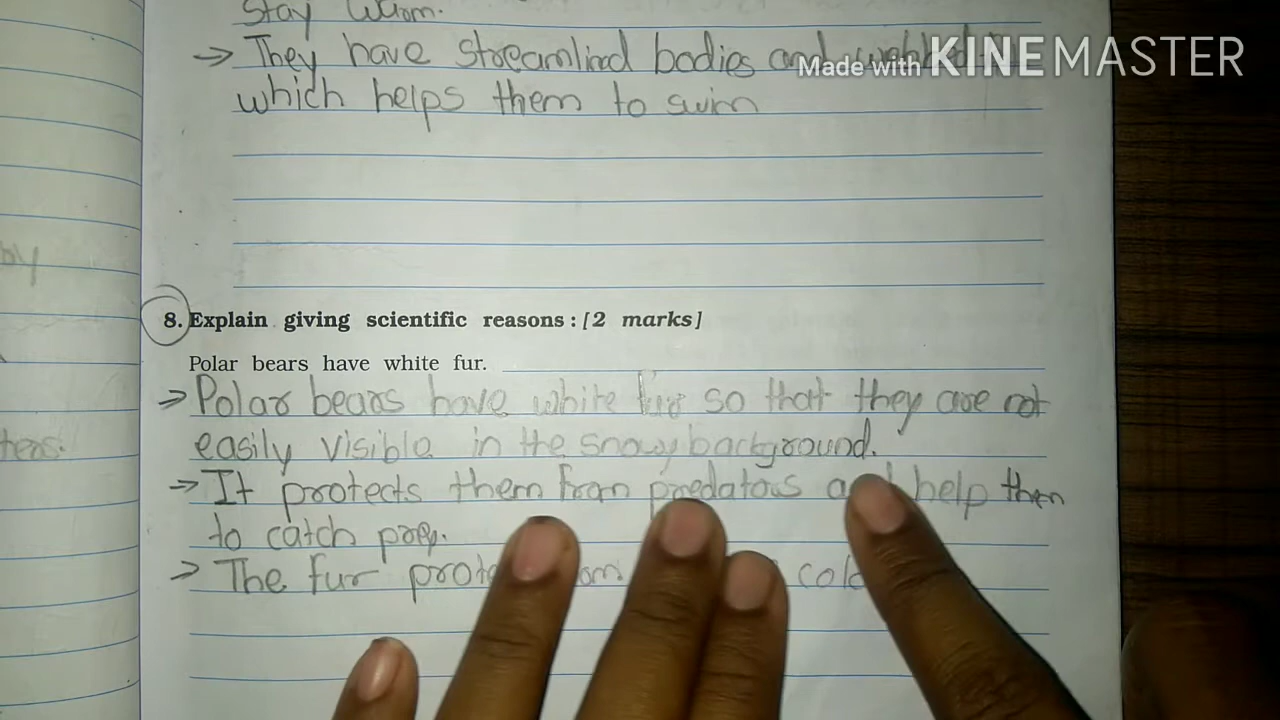 Stay Warm.
→ They have streamlind bodies and
Made with KINEMASTER
which helps them to swim
8. Explain giving scientific reasons : [2 marks]
Polar bears have white fur.
→ Polar bears have white fur so that they are not
easily visible in the snowy background.
→ It protects them from predators and help them
to catch prey.
→ The fur cold